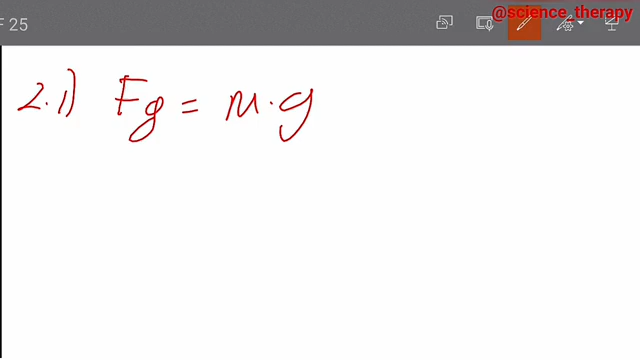 @science_therapy
F 25
2.1) Fg = m.g